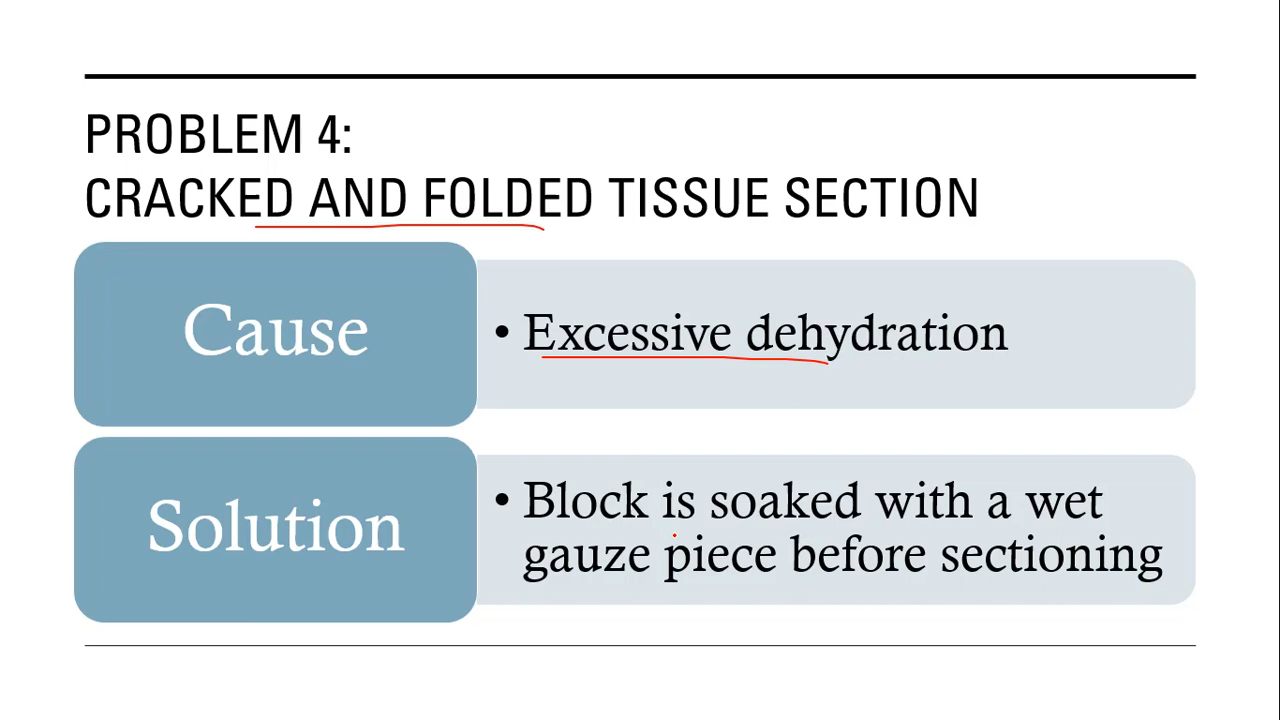 PROBLEM 4:
CRACKED AND FOLDED TISSUE SECTION
Cause
• Excessive dehydration
Solution
• Block is soaked with a wet
gauze piece before sectioning